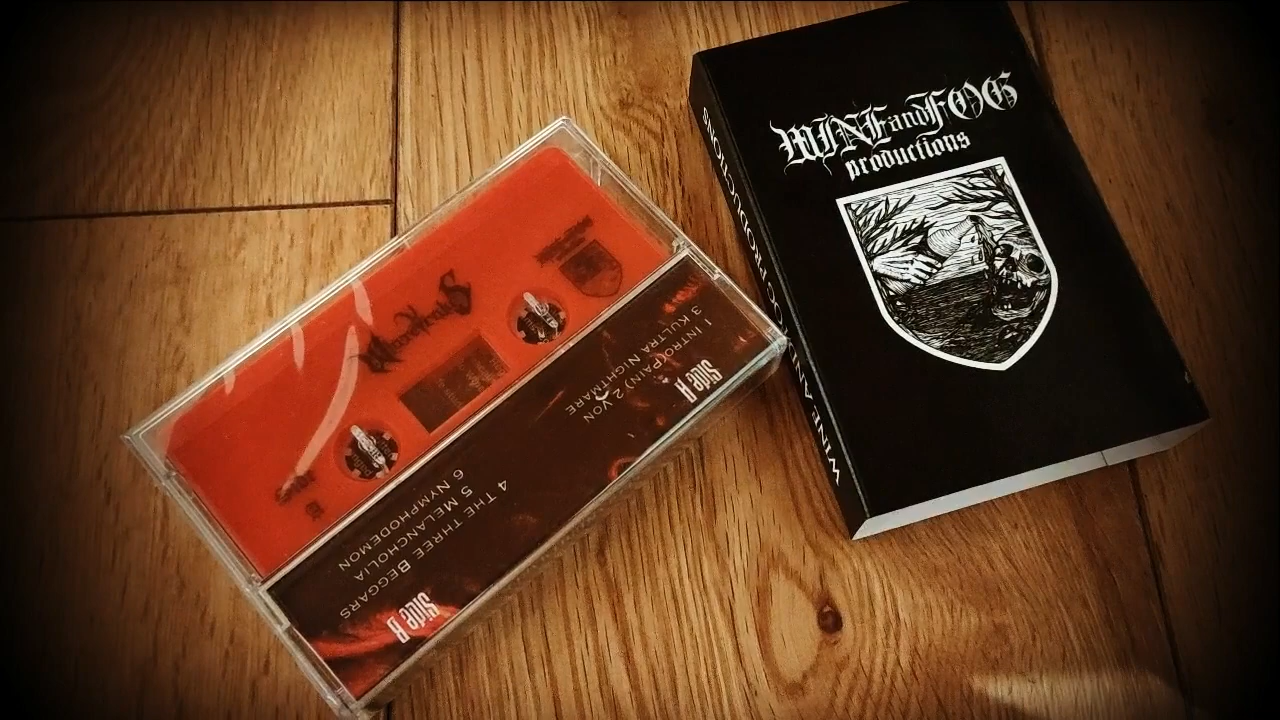 WINE and FOG
productions
WINE AND FOG PRODUCTIONS
Side A
1 INTRO(PAIN) 2 VON
3 KULTRA NIGHTMARE
Side B
4 THE THREE BEGGARS
5 MELANCHOLIA
6 NYMPHODEMON